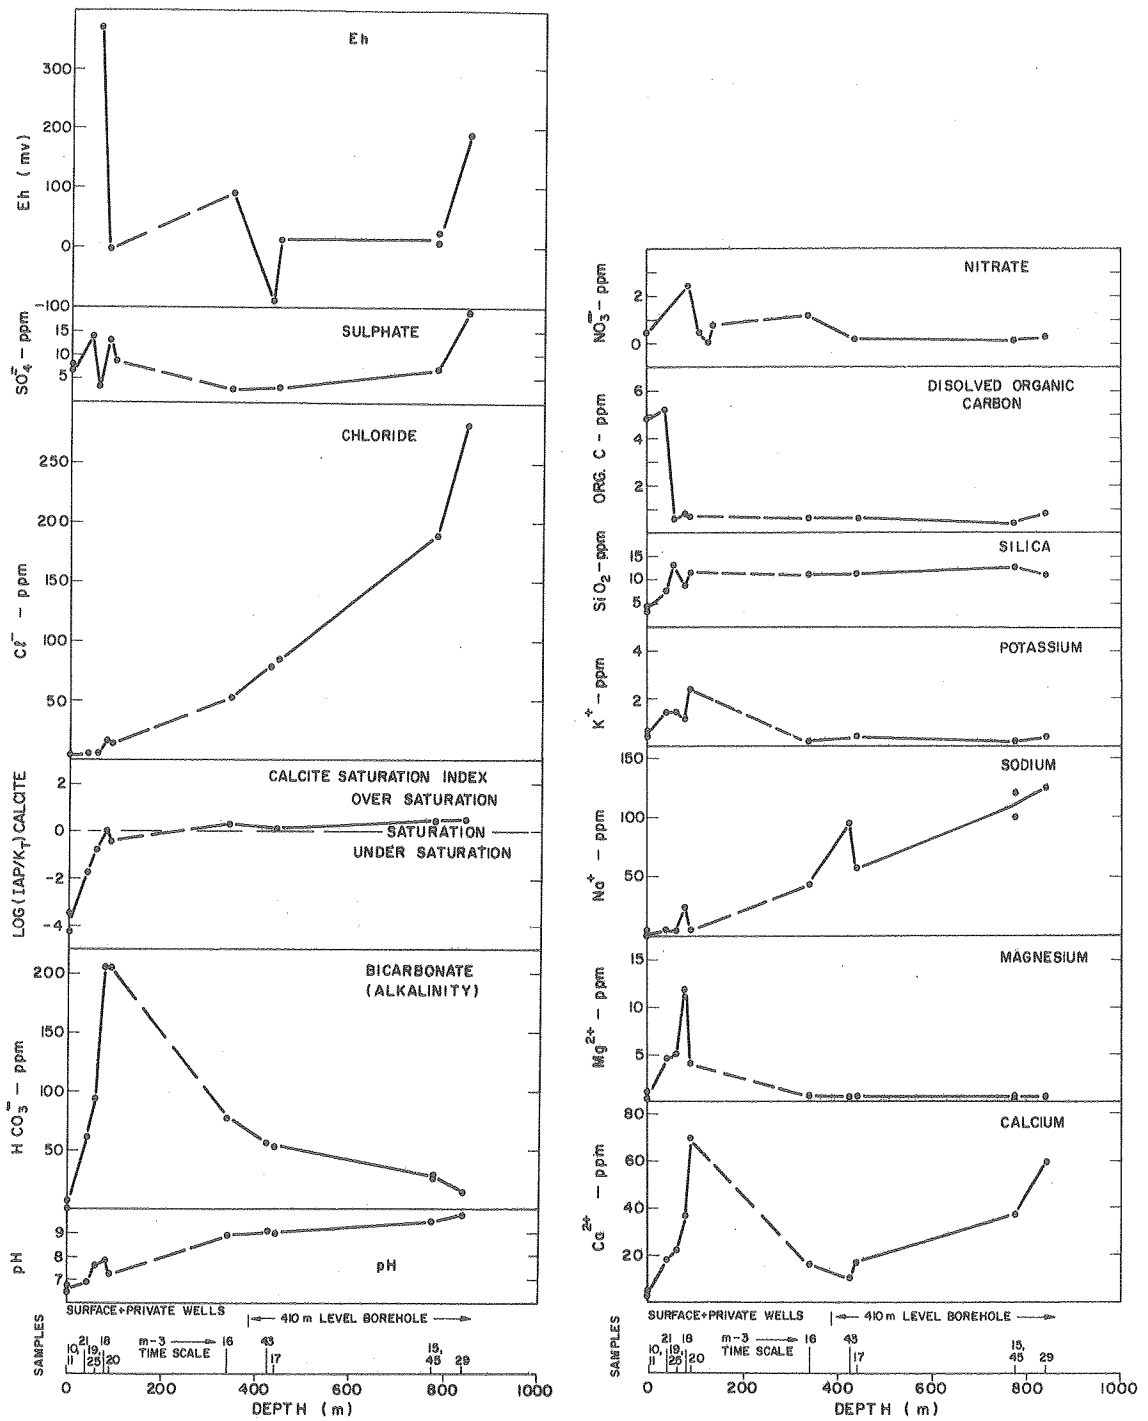 Eh
300
200
100
0
-100
Eh (mv)
SULPHATE
15
10
5
SO4= – ppm
CHLORIDE
250
200
150
100
50
Cl– – ppm
CALCITE SATURATION INDEX
OVER SATURATION
SATURATION
UNDER SATURATION
2
0
-2
-4
LOG(IAP/KT) CALCITE
BICARBONATE
(ALKALINITY)
200
150
100
50
HCO3– – ppm
pH
9
8
7
pH
SURFACE+PRIVATE WELLS
410 m LEVEL BOREHOLE
SAMPLES
10,
11
21
19,
25
18
20
m-3
TIME SCALE
16
43
17
15,
45
29
0 200 400 600 800 1000
DEPTH (m)
NITRATE
2
0
NO3= – ppm
DISOLVED ORGANIC
CARBON
6
4
2
ORG. C – ppm
SILICA
15
10
5
SiO2 – ppm
POTASSIUM
4
2
K+ – ppm
SODIUM
150
100
50
Na+ – ppm
MAGNESIUM
15
10
5
Mg2+ – ppm
CALCIUM
80
60
40
20
Ca2+ – ppm
SURFACE+PRIVATE WELLS
410 m LEVEL BOREHOLE
SAMPLES
10,
11
21
19,
25
18
20
m-3
TIME SCALE
16
43
17
15,
45
29
0 200 400 600 800 1000
DEPTH (m)